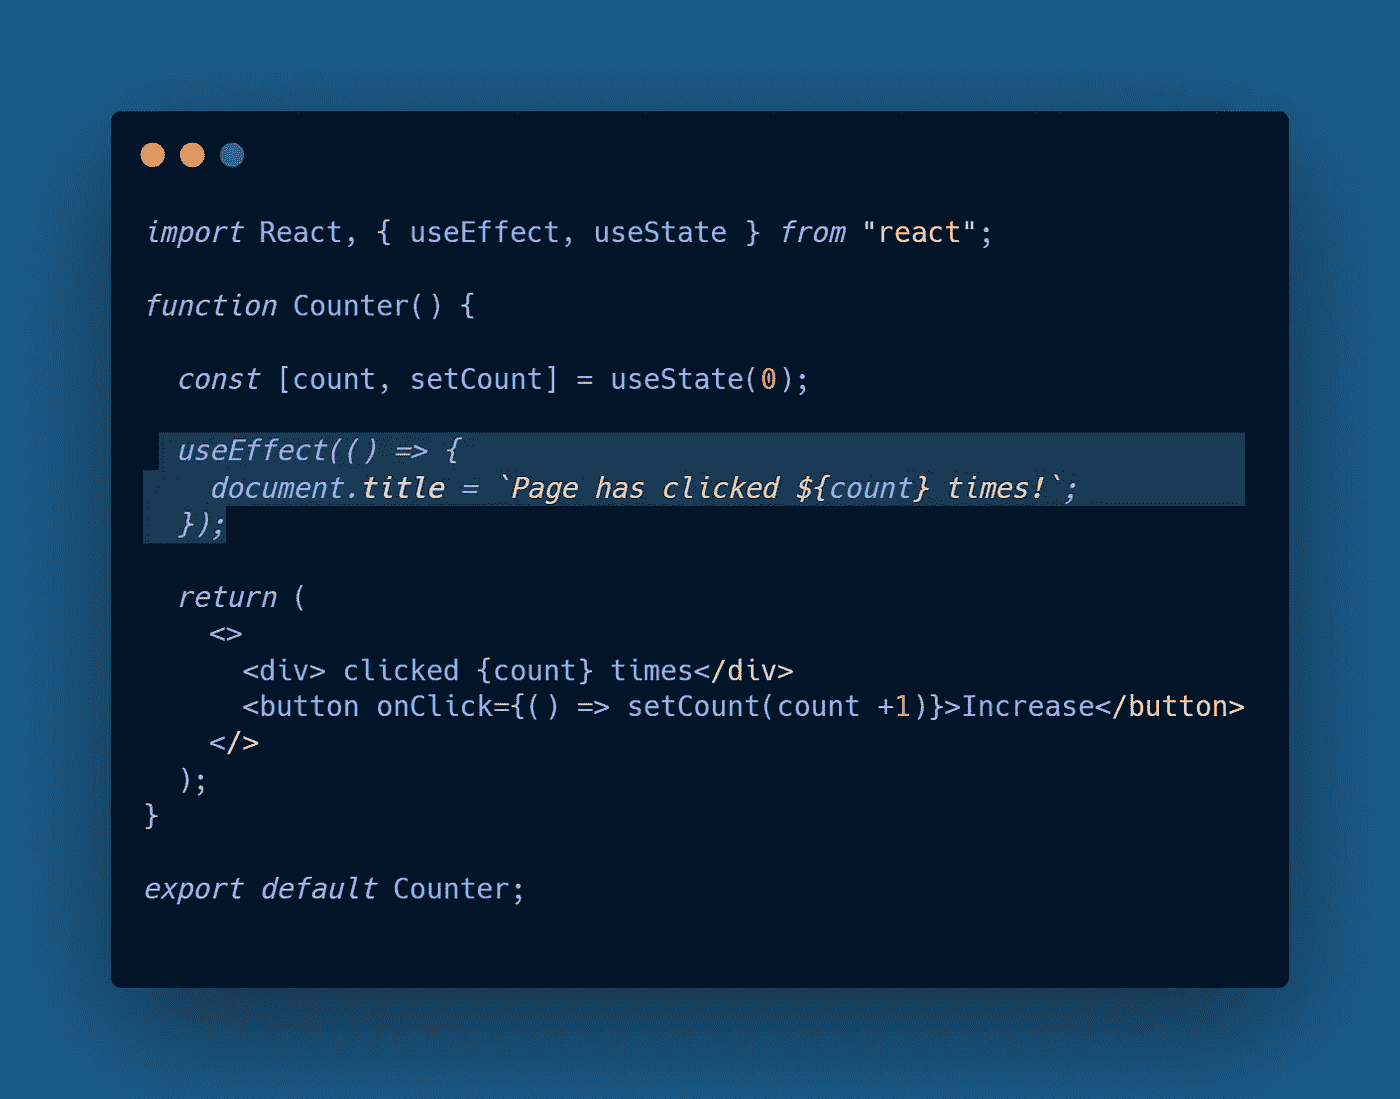 import React, { useEffect, useState } from "react";
function Counter() {
const [count, setCount] = useState(0);
useEffect(() => {
document.title = `Page has clicked ${count} times!`;
});
return (
<>
<div> clicked {count} times</div>
<button onClick={() => setCount(count +1)}>Increase</button>
</>
);
}
export default Counter;